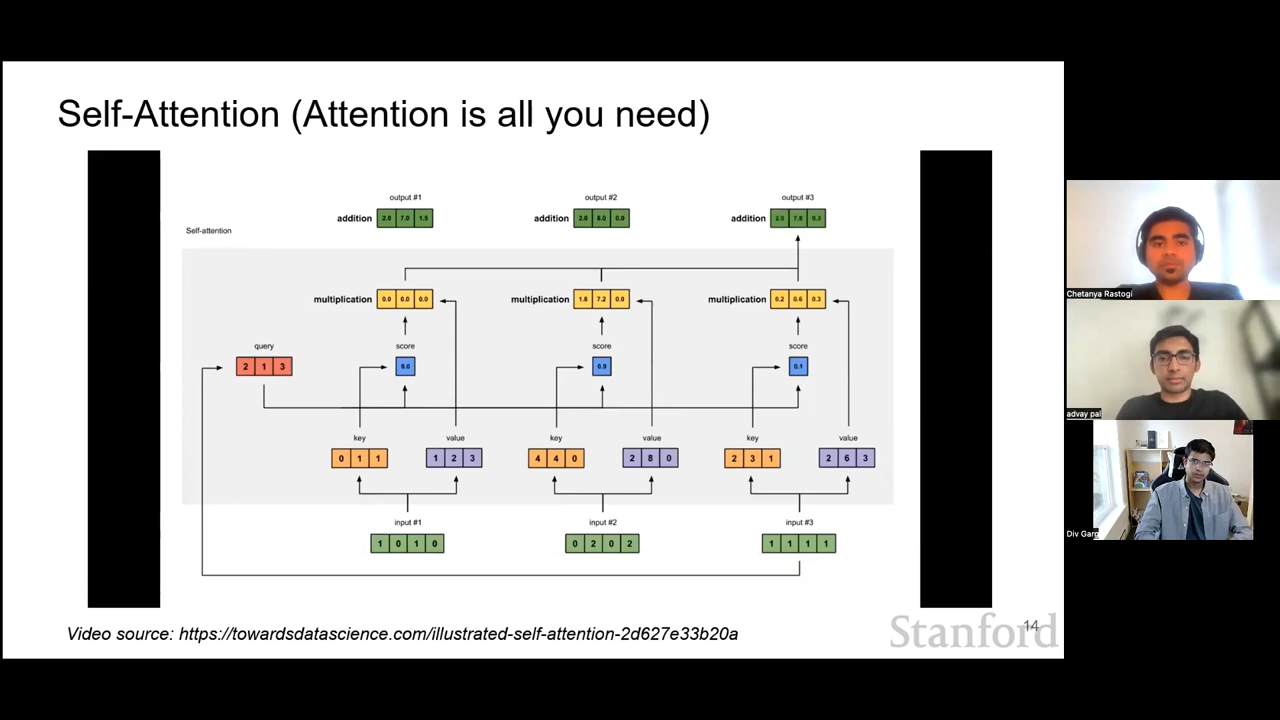 Self-Attention (Attention is all you need)
output #1
output #2
output #3
addition 2.0 7.0 1.5
addition 2.0 8.0 0.0
addition 2.0 7.8 0.3
Self-attention
multiplication 0.0 0.0 0.0
multiplication 1.8 7.2 0.0
multiplication 0.2 0.6 0.3
query
score
score
score
2 1 3
0.0
0.9
0.1
key
value
key
value
key
value
0 1 1
1 2 3
4 4 0
2 8 0
2 3 1
2 6 3
input #1
input #2
input #3
1 0 1 0
0 2 0 2
1 1 1 1
Video source: https://towardsdatascience.com/illustrated-self-attention-2d627e33b20a
Stanford
14
Chetanya Rastogi
advay pal
Div Garg